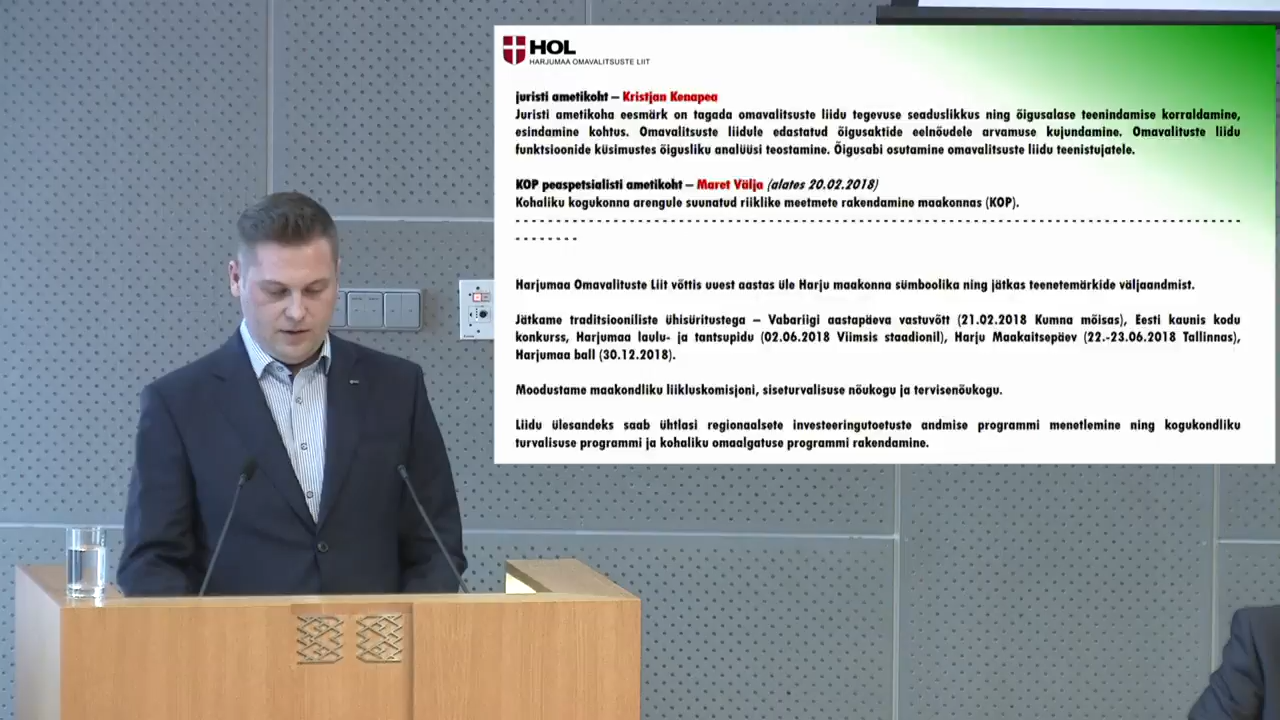 HOL
HARJUMAA OMAVALITSUSTE LIIT
juristi ametikoht – Kristjan Kenapea
Juristi ametikoha eesmärk on tagada omavalitsuste liidu tegevuse seaduslikkus ning õigusalase teenindamise korraldamine,
esindamine kohtus. Omavalitsuste liidule edastatud õigusaktide eelnõudele arvamuse kujundamine. Omavalituste liidu
funktsioonide küsimustes õigusliku analüüsi teostamine. Õigusabi osutamine omavalitsuste liidu teenistujatele.
KOP peaspetsialisti ametikoht – Maret Välja (alates 20.02.2018)
Kohaliku kogukonna arengule suunatud riiklike meetmete rakendamine maakonnas (KOP).
Harjumaa Omavalituste Liit võttis uuest aastas üle Harju maakonna sümboolika ning jätkas teenetemärkide väljaandmist.
Jätkame traditsiooniliste ühisüritustega – Vabariigi aastapäeva vastuvõtt (21.02.2018 Kumna mõisas), Eesti kaunis kodu
konkurss, Harjumaa laulu- ja tantsupidu (02.06.2018 Viimsis staadionil), Harju Maakaitsepäev (22.-23.06.2018 Tallinnas),
Harjumaa ball (30.12.2018).
Moodustame maakondliku liikluskomisjoni, siseturvalisuse nõukogu ja tervisenõukogu.
Liidu ülesandeks saab ühtlasi regionaalsete investeeringutoetuste andmise programmi menetlemine ning kogukondliku
turvalisuse programmi ja kohaliku omaalgatuse programmi rakendamine.